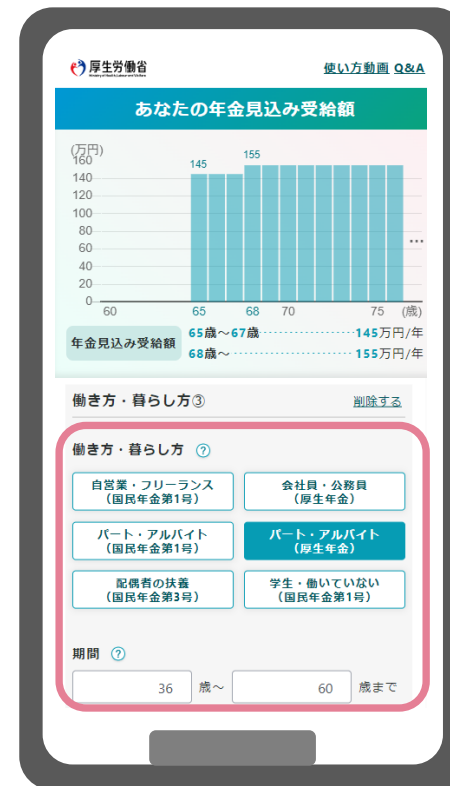 厚生労働省
使い方動画 Q&A
あなたの年金見込み受給額
(万円)
160
145
155
140
120
100
80
60
40
20
0
…
60 65 68 70 75 (歳)
年金見込み受給額
65歳～67歳 145万円/年
68歳～ 155万円/年
働き方・暮らし方③ 削除する
働き方・暮らし方 ?
自営業・フリーランス
(国民年金第1号)
会社員・公務員
(厚生年金)
パート・アルバイト
(国民年金第1号)
パート・アルバイト
(厚生年金)
配偶者の扶養
(国民年金第3号)
学生・働いていない
(国民年金第1号)
期間 ?
36 歳～ 60 歳まで